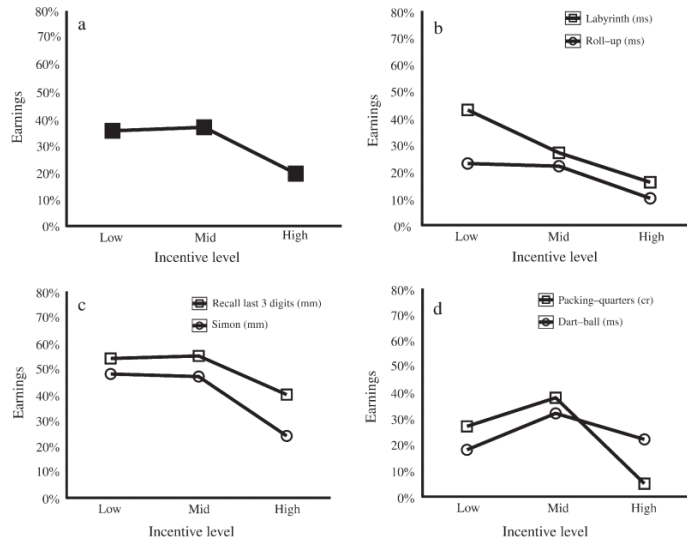 a
80%
70%
60%
50%
40%
30%
20%
10%
0%
Earnings
Low Mid High
Incentive level
b
Labyrinth (ms)
Roll–up (ms)
80%
70%
60%
50%
40%
30%
20%
10%
0%
Earnings
Low Mid High
Incentive level
c
Recall last 3 digits (mm)
Simon (mm)
80%
70%
60%
50%
40%
30%
20%
10%
0%
Earnings
Low Mid High
Incentive level
d
Packing–quarters (cr)
Dart–ball (ms)
80%
70%
60%
50%
40%
30%
20%
10%
0%
Earnings
Low Mid High
Incentive level